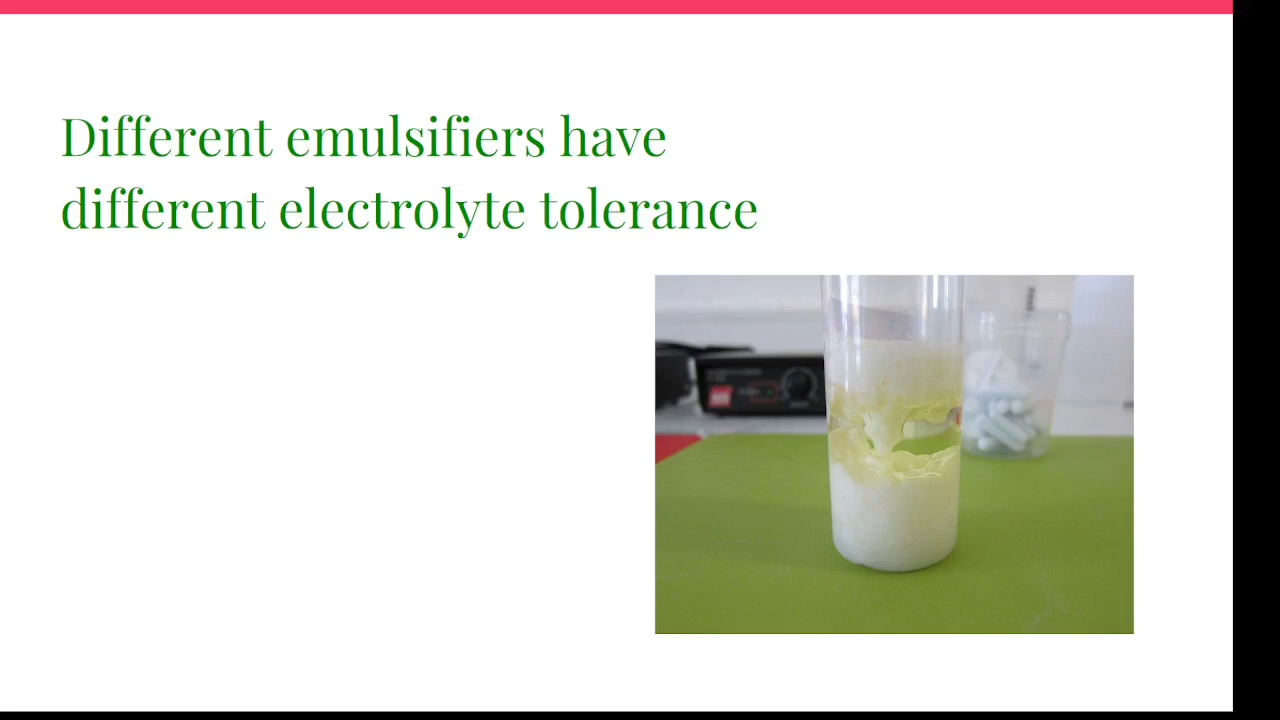 Different emulsifiers have
different electrolyte tolerance